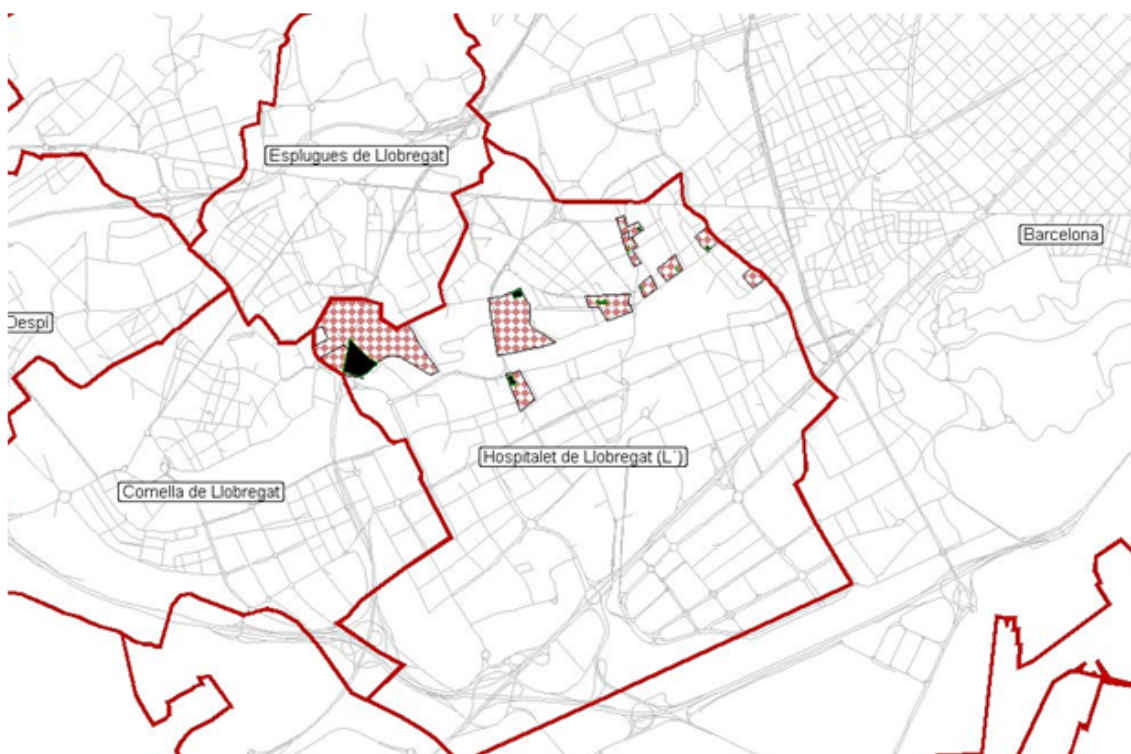 Esplugues de Llobregat
Barcelona
Despí
Hospitalet de Llobregat (L´)
Cornella de Llobregat